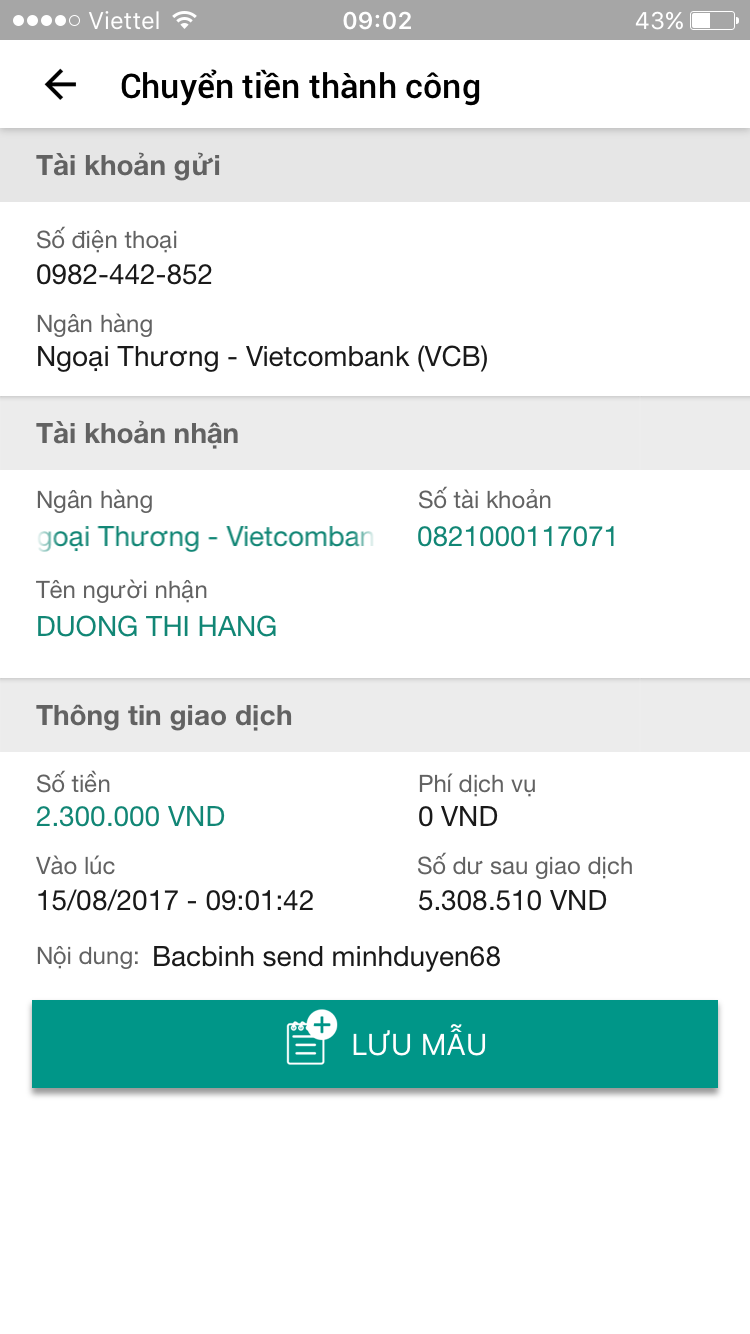 Viettel 09:02 43%
Chuyển tiền thành công
Tài khoản gửi
Số điện thoại
0982-442-852
Ngân hàng
Ngoại Thương - Vietcombank (VCB)
Tài khoản nhận
Ngân hàng Số tài khoản
goại Thương - Vietcomban 0821000117071
Tên người nhận
DUONG THI HANG
Thông tin giao dịch
Số tiền Phí dịch vụ
2.300.000 VND 0 VND
Vào lúc Số dư sau giao dịch
15/08/2017 - 09:01:42 5.308.510 VND
Nội dung: Bacbinh send minhduyen68
LƯU MẪU